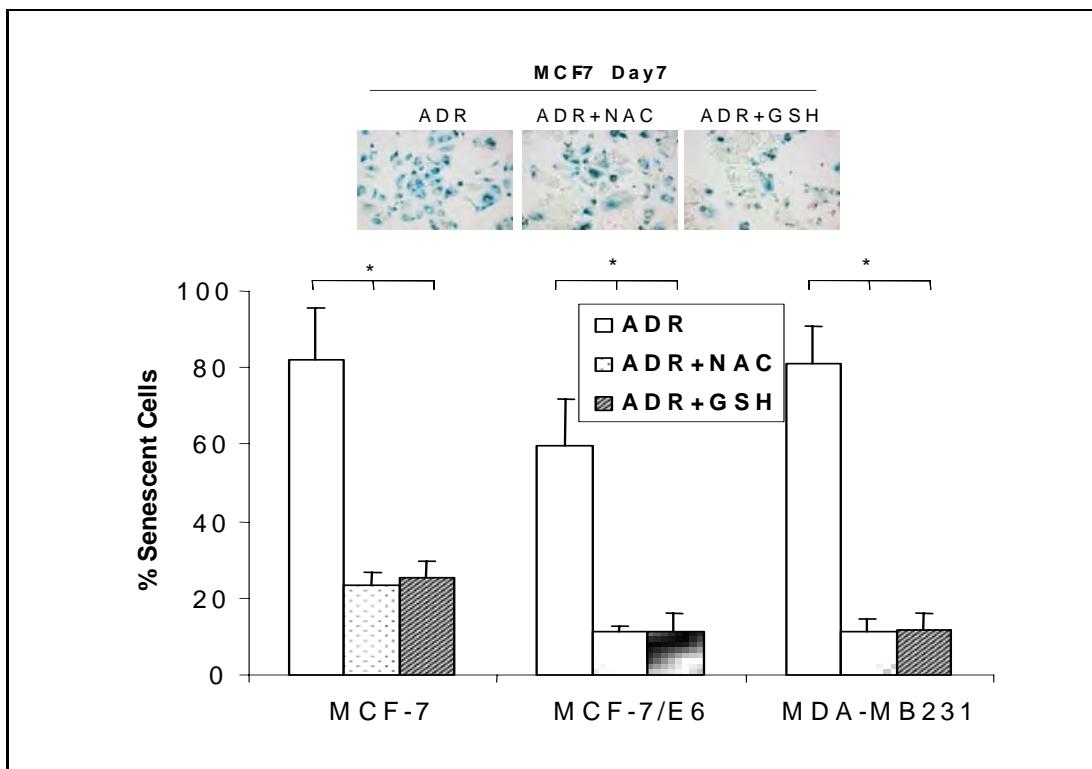 MCF7 Day7
ADR ADR+NAC ADR+GSH
* * *
100
80
60
40
20
0
% Senescent Cells
ADR
ADR+NAC
ADR+GSH
MCF-7 MCF-7/E6 MDA-MB231